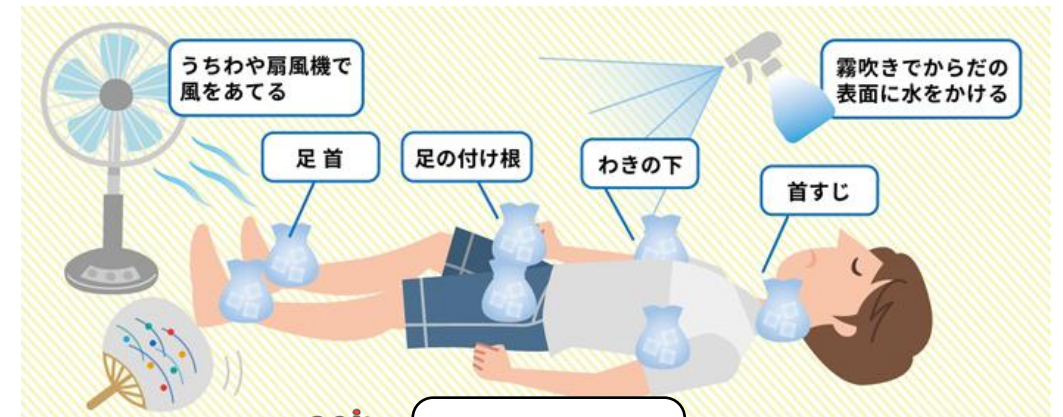 うちわや扇風機で
風をあてる
霧吹きでからだの
表面に水をかける
足首
足の付け根
わきの下
首すじ